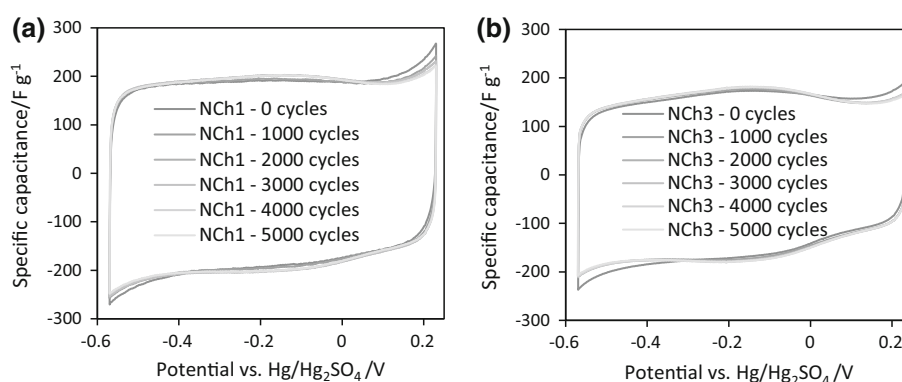 (a)
300
200
100
0
-100
-200
-300
Specific capacitance/F g⁻¹
NCh1 - 0 cycles
NCh1 - 1000 cycles
NCh1 - 2000 cycles
NCh1 - 3000 cycles
NCh1 - 4000 cycles
NCh1 - 5000 cycles
-0.6 -0.4 -0.2 0 0.2
Potential vs. Hg/Hg₂SO₄ /V
(b)
300
200
100
0
-100
-200
-300
Specific capacitance/F g⁻¹
NCh3 - 0 cycles
NCh3 - 1000 cycles
NCh3 - 2000 cycles
NCh3 - 3000 cycles
NCh3 - 4000 cycles
NCh3 - 5000 cycles
-0.6 -0.4 -0.2 0 0.2
Potential vs. Hg/Hg₂SO₄/V